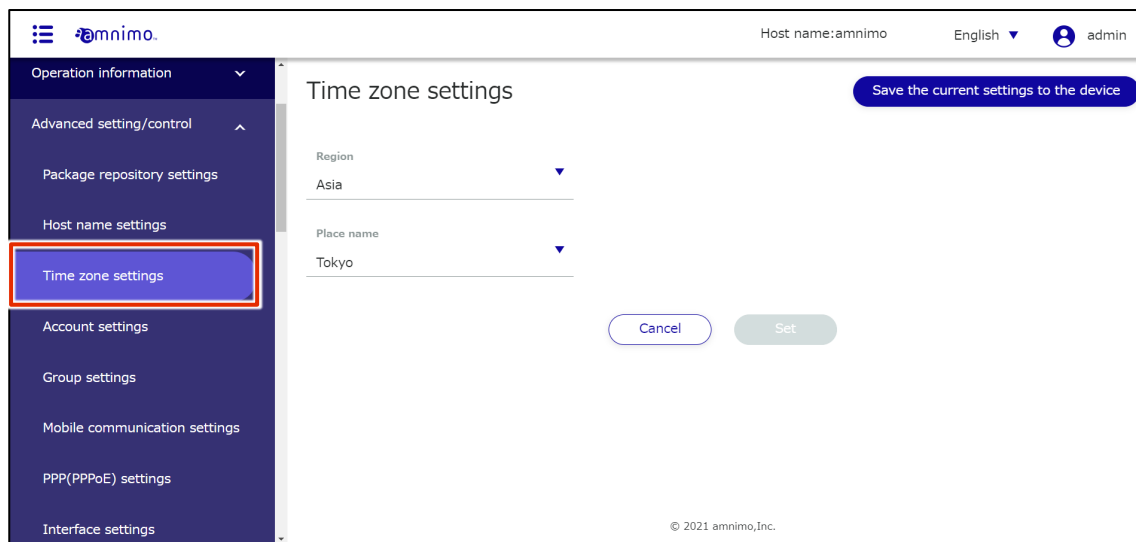 amnimo
Host name:amnimo
English
admin
Operation information
Advanced setting/control
Package repository settings
Host name settings
Time zone settings
Account settings
Group settings
Mobile communication settings
PPP(PPPoE) settings
Interface settings
Time zone settings
Save the current settings to the device
Region
Asia
Place name
Tokyo
Cancel
Set
© 2021 amnimo,Inc.